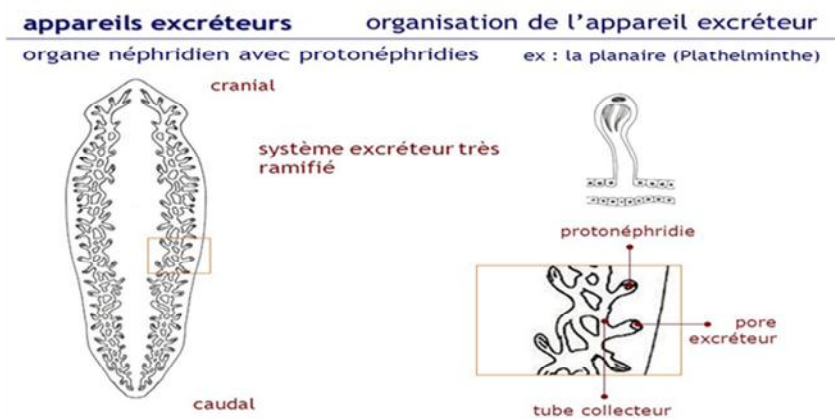 appareils excréteurs
organisation de l'appareil excréteur
organe néphridien avec protonéphridies
ex : la planaire (Plathelminthe)
cranial
système excréteur très
ramifié
protonéphridie
pore
excréteur
caudal
tube collecteur